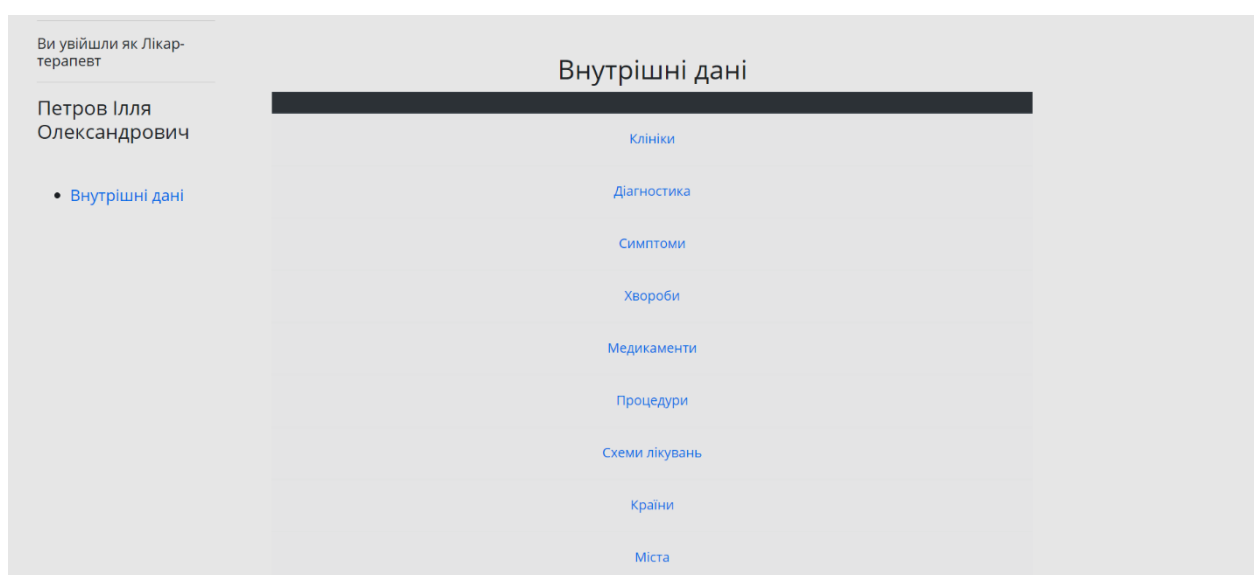 Ви увійшли як Лікар-
терапевт
Петров Ілля
Олександрович
Внутрішні дані
Внутрішні дані
Клініки
Діагностика
Симптоми
Хвороби
Медикаменти
Процедури
Схеми лікувань
Країни
Міста